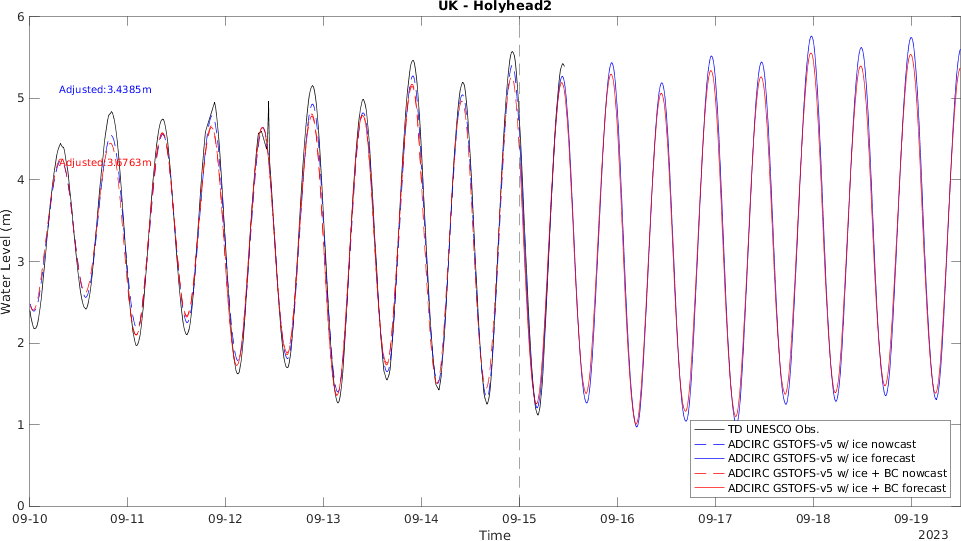 UK - Holyhead2
6
5
4
3
2
1
0
Water Level (m)
Adjusted:3.4385m
Adjusted:3.6763m
TD UNESCO Obs.
ADCIRC GSTOFS-v5 w/ ice nowcast
ADCIRC GSTOFS-v5 w/ ice forecast
ADCIRC GSTOFS-v5 w/ ice + BC nowcast
ADCIRC GSTOFS-v5 w/ ice + BC forecast
09-10 09-11 09-12 09-13 09-14 09-15 09-16 09-17 09-18 09-19
Time
2023